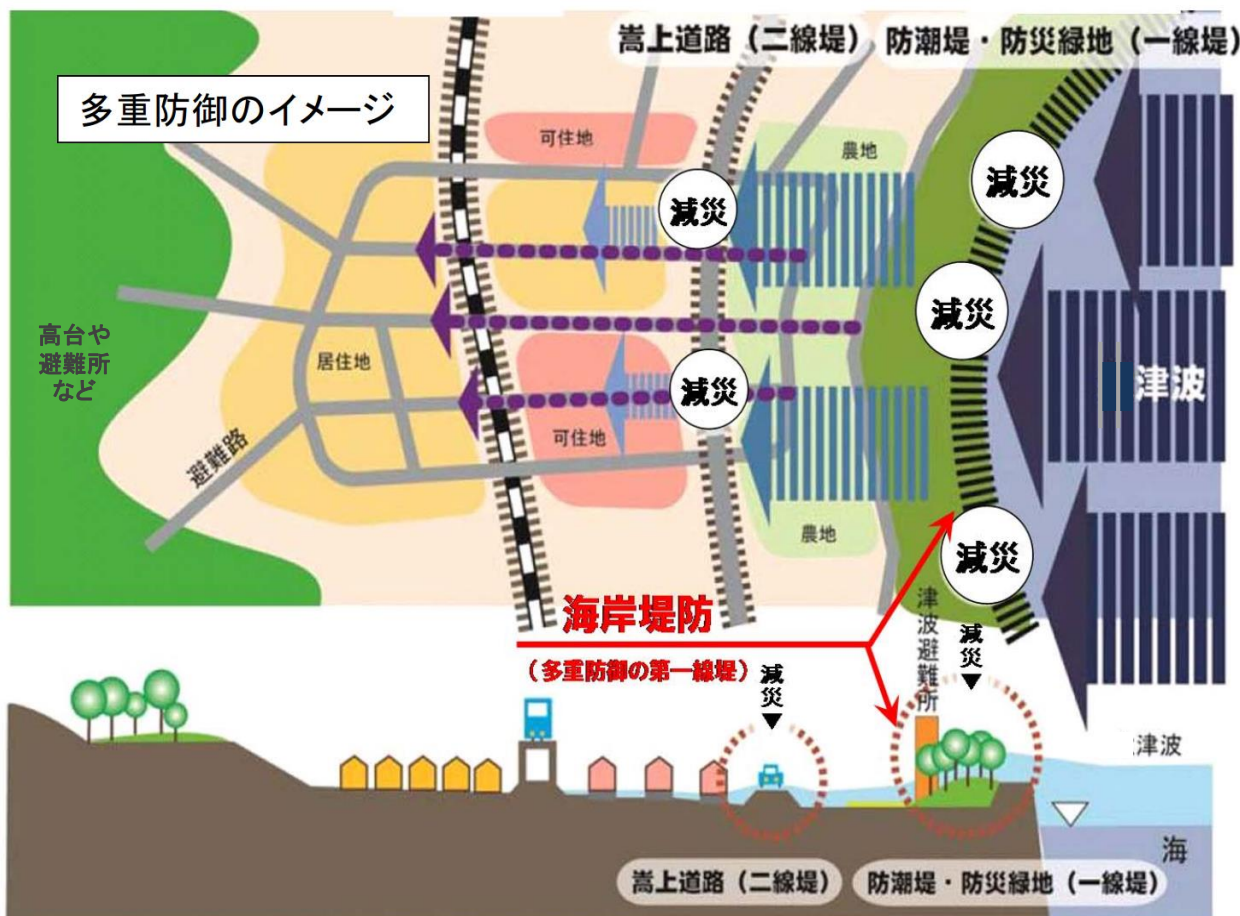 嵩上道路（二線堤）
防潮堤・防災緑地（一線堤）
多重防御のイメージ
可住地
農地
減災
減災
減災
高台や
避難所
など
居住地
減災
津波
可住地
避難路
農地
減災
海岸堤防
（多重防御の第一線堤）
減災
津波避難所
減災
津波
海
嵩上道路（二線堤）
防潮堤・防災緑地（一線堤）